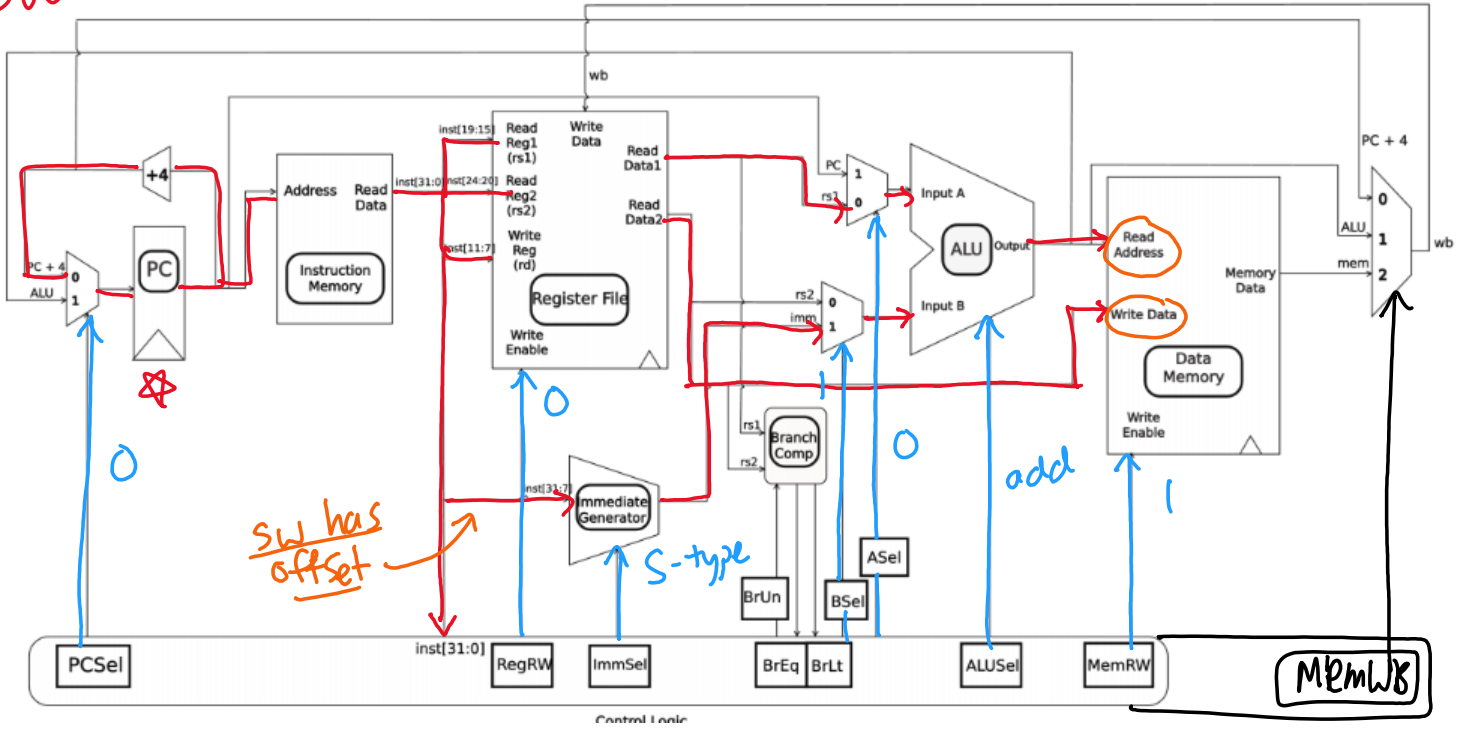 wb
inst[19:15]
Read
Reg1
(rs1)
Write
Data
Read
Data1
PC
1
rs1
0
Input A
PC + 4
0
ALU
1
mem
2
wb
+4
Address
Read
Data
inst[31:0]
inst[24:20]
Read
Reg2
(rs2)
Read
Data2
Write
Reg
(rd)
inst[11:7]
ALU
Output
Read
Address
Memory
Data
PC + 4
0
ALU
1
PC
Instruction
Memory
Register File
rs2
0
imm
1
Input B
Write Data
Write
Enable
Data
Memory
Write
Enable
0
0
1
0
add
1
rs1
rs2
Branch
Comp
inst[31:7]
Immediate
Generator
sw has
offset
S-type
ASel
BrUn
BSel
inst[31:0]
PCSel
RegRW
ImmSel
BrEq
BrLt
ALUSel
MemRW
MemWB
Control Logic